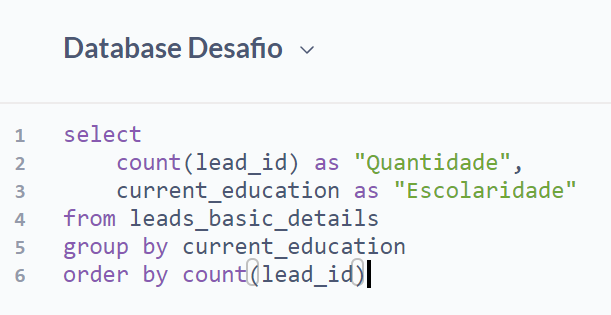 Database Desafio
1 select
2 count(lead_id) as "Quantidade",
3 current_education as "Escolaridade"
4 from leads_basic_details
5 group by current_education
6 order by count(lead_id)